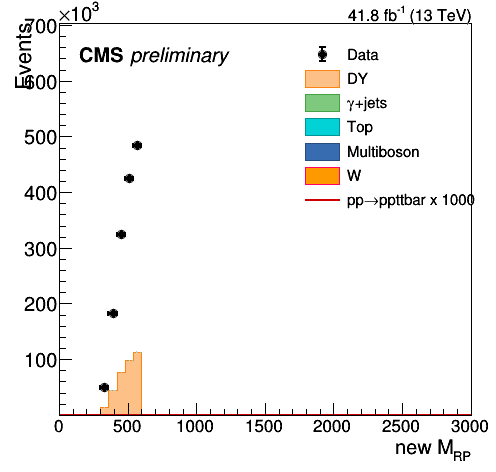 ×10³
41.8 fb⁻¹ (13 TeV)
Events
CMS preliminary
Data
DY
γ+jets
Top
Multiboson
W
pp→ppttbar x 1000
700
600
500
400
300
200
100
0 500 1000 1500 2000 2500 3000
new M_RP